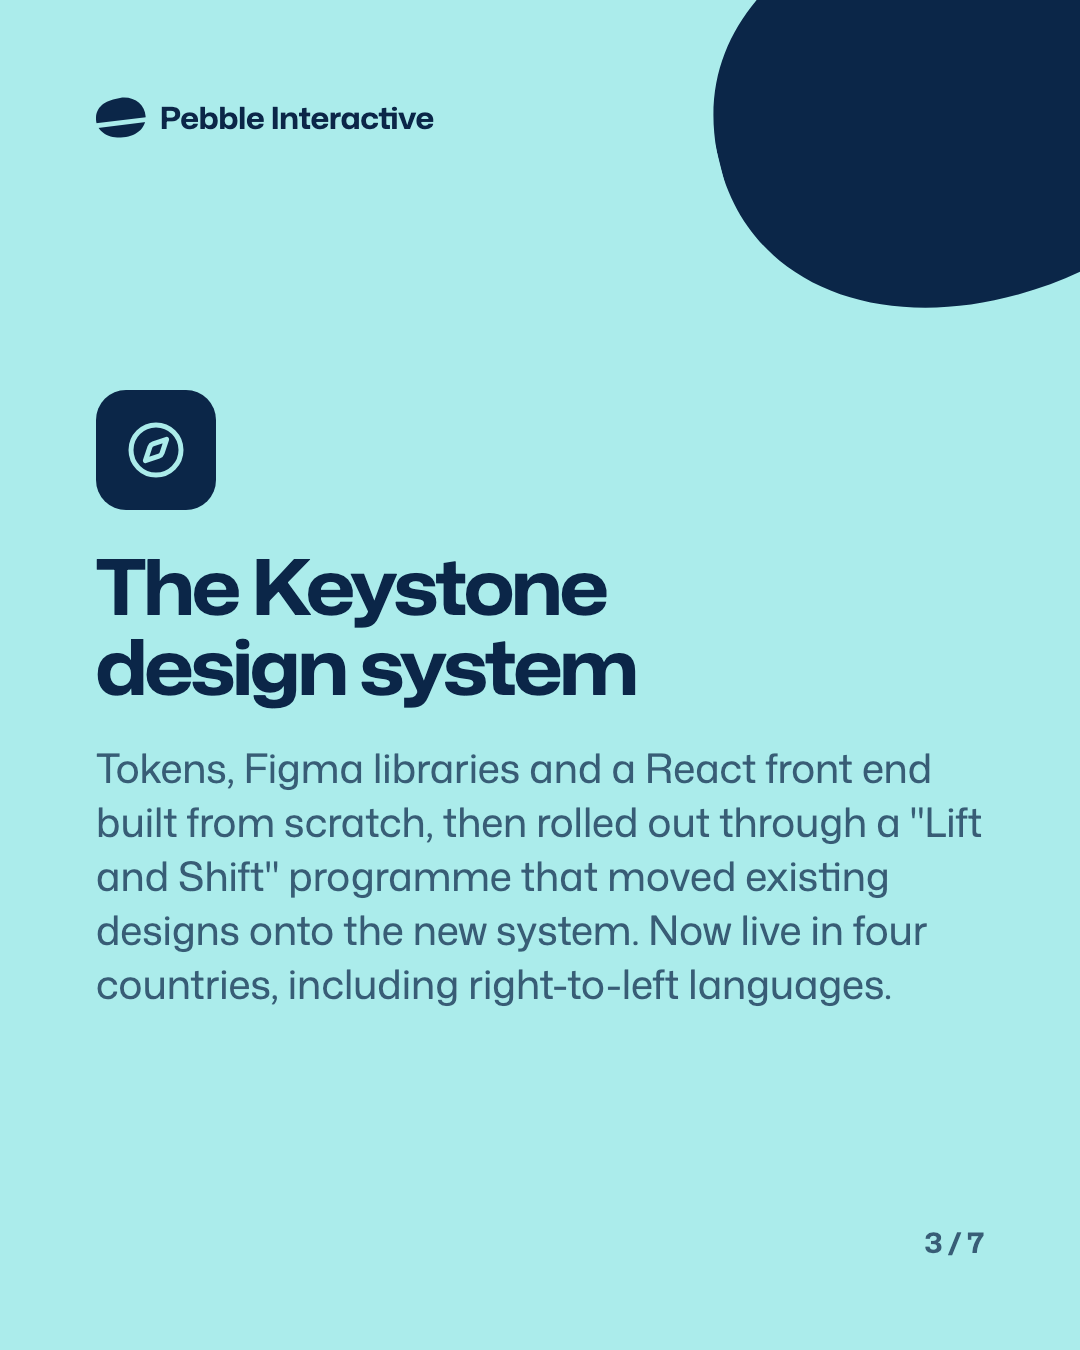 Pebble Interactive
The Keystone
design system
Tokens, Figma libraries and a React front end
built from scratch, then rolled out through a "Lift
and Shift" programme that moved existing
designs onto the new system. Now live in four
countries, including right-to-left languages.
3 / 7